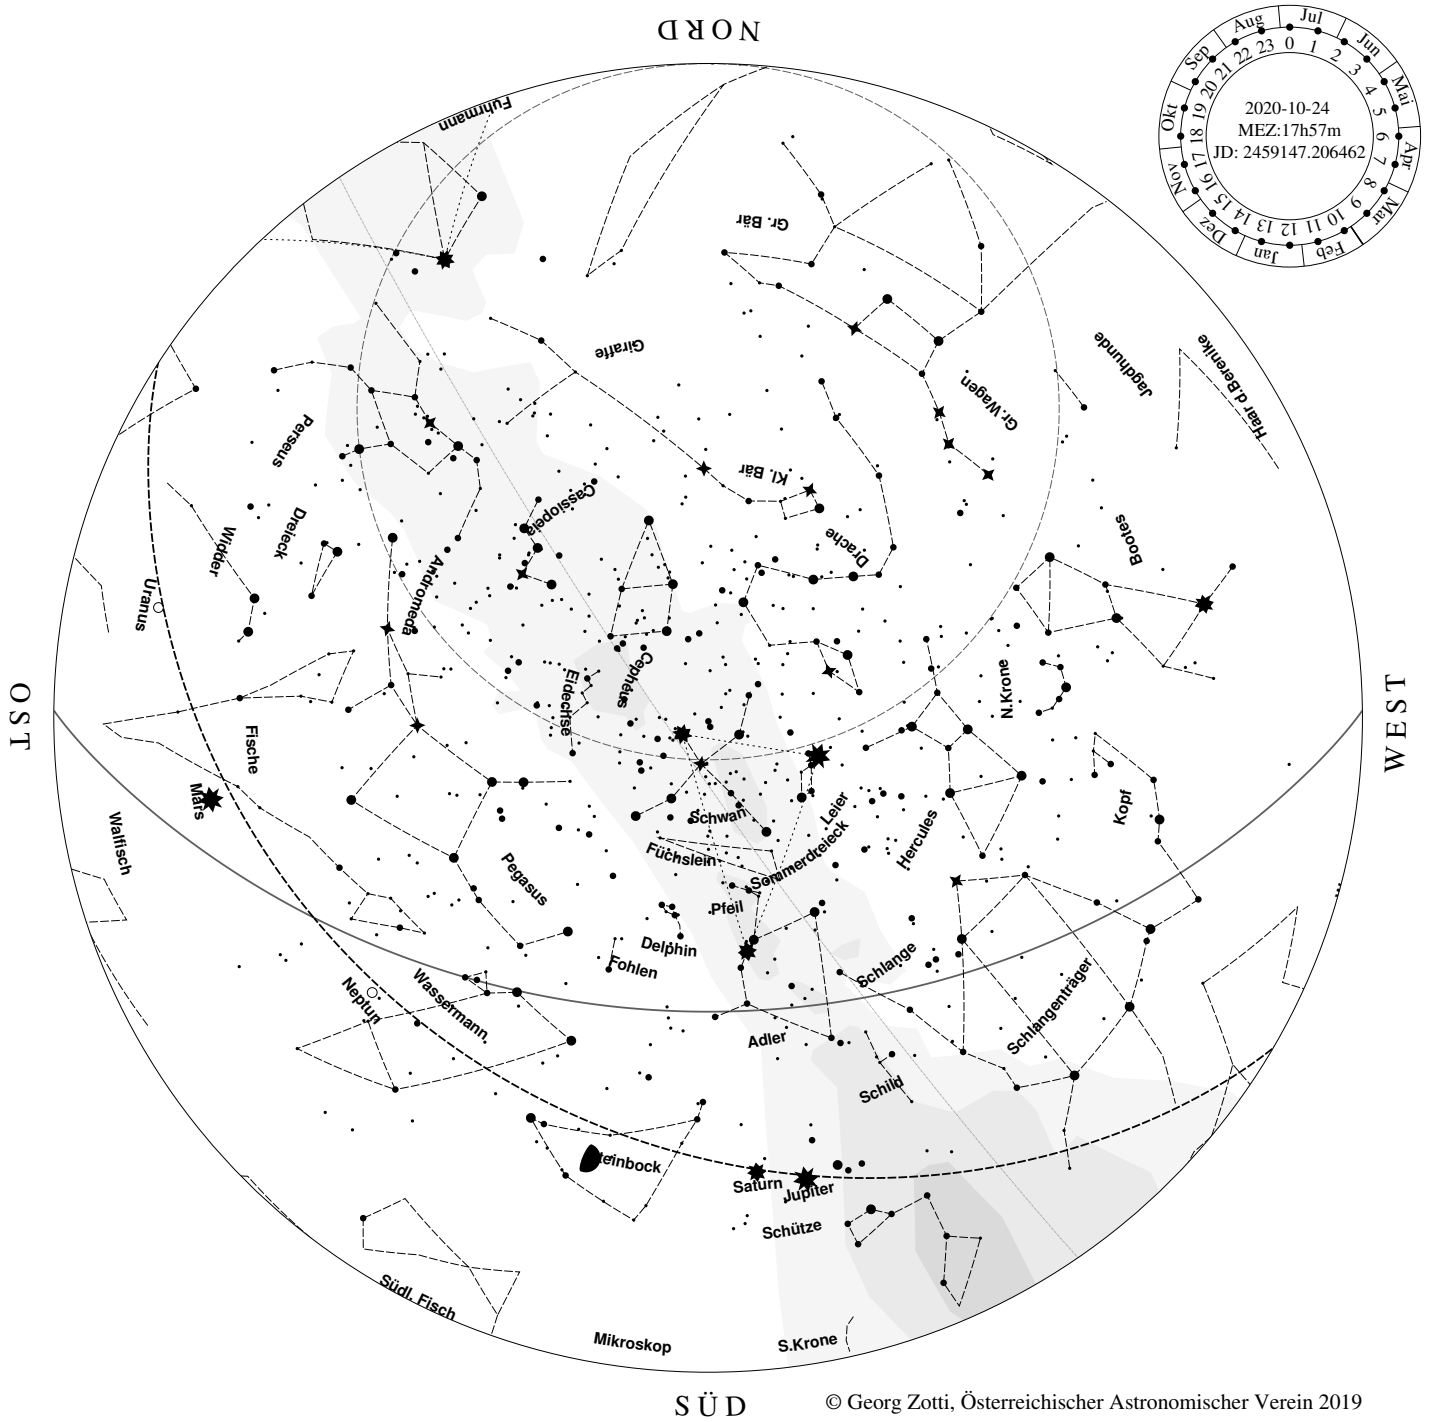 NORD
Aug
Jul
Jun
Mai
Apr
Mar
Feb
Jan
Dez
Nov
Okt
Sep
0 1 2 3 4 5 6 7 8 9 10 11 12 13 14 15 16 17 18 19 20 21 22 23
2020-10-24
MEZ:17h57m
JD: 2459147.206462
Fuhrmann
Gr. Bär
Giraffe
Jagdhunde
Haar d.Berenike
Gr.Wagen
Perseus
Kl. Bär
Cassiopeia
Drache
Bootes
Dreieck
Widder
Andromeda
Uranus
Cepheus
Eidechse
N.Krone
OST
WEST
Fische
Mars
Walfisch
Schwan
Leier
Hercules
Kopf
Füchslein
Sommerdreieck
Pegasus
Pfeil
Delphin
Fohlen
Schlange
Schlangenträger
Neptun
Wassermann
Adler
Schild
Steinbock
Saturn
Jupiter
Schütze
Südl. Fisch
Mikroskop
S.Krone
SÜD
© Georg Zotti, Österreichischer Astronomischer Verein 2019